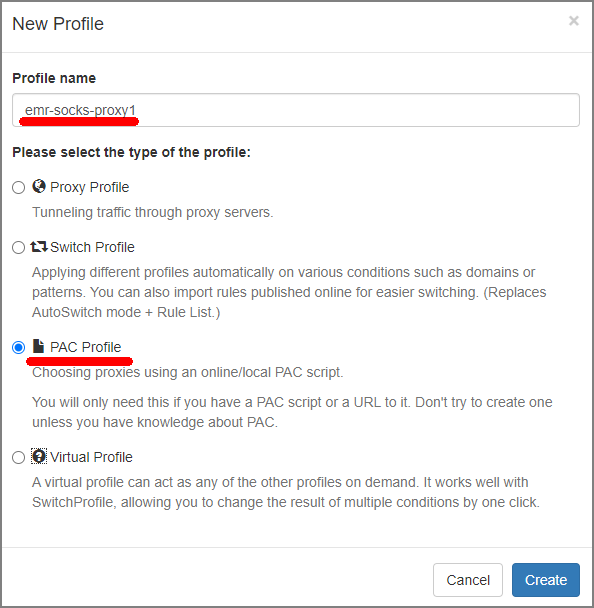 New Profile
×
Profile name
emr-socks-proxy1
Please select the type of the profile:
Proxy Profile
Tunneling traffic through proxy servers.
Switch Profile
Applying different profiles automatically on various conditions such as domains or
patterns. You can also import rules published online for easier switching. (Replaces
AutoSwitch mode + Rule List.)
PAC Profile
Choosing proxies using an online/local PAC script.
You will only need this if you have a PAC script or a URL to it. Don't try to create one
unless you have knowledge about PAC.
Virtual Profile
A virtual profile can act as any of the other profiles on demand. It works well with
SwitchProfile, allowing you to change the result of multiple conditions by one click.
Cancel
Create